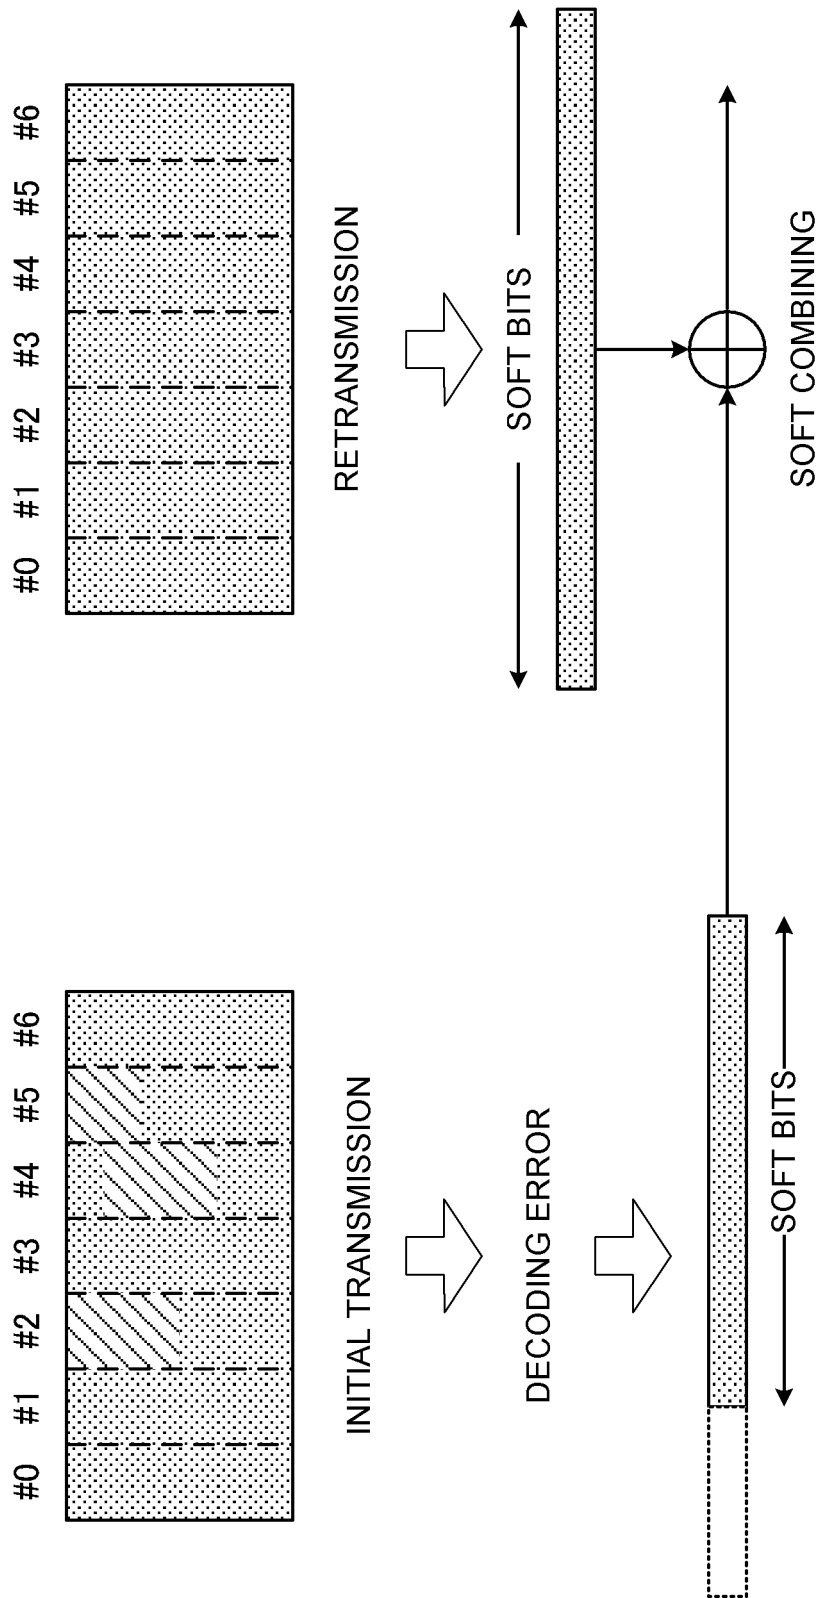 #0 #1 #2 #3 #4 #5 #6
INITIAL TRANSMISSION
DECODING ERROR
SOFT BITS
#0 #1 #2 #3 #4 #5 #6
RETRANSMISSION
SOFT BITS
SOFT COMBINING